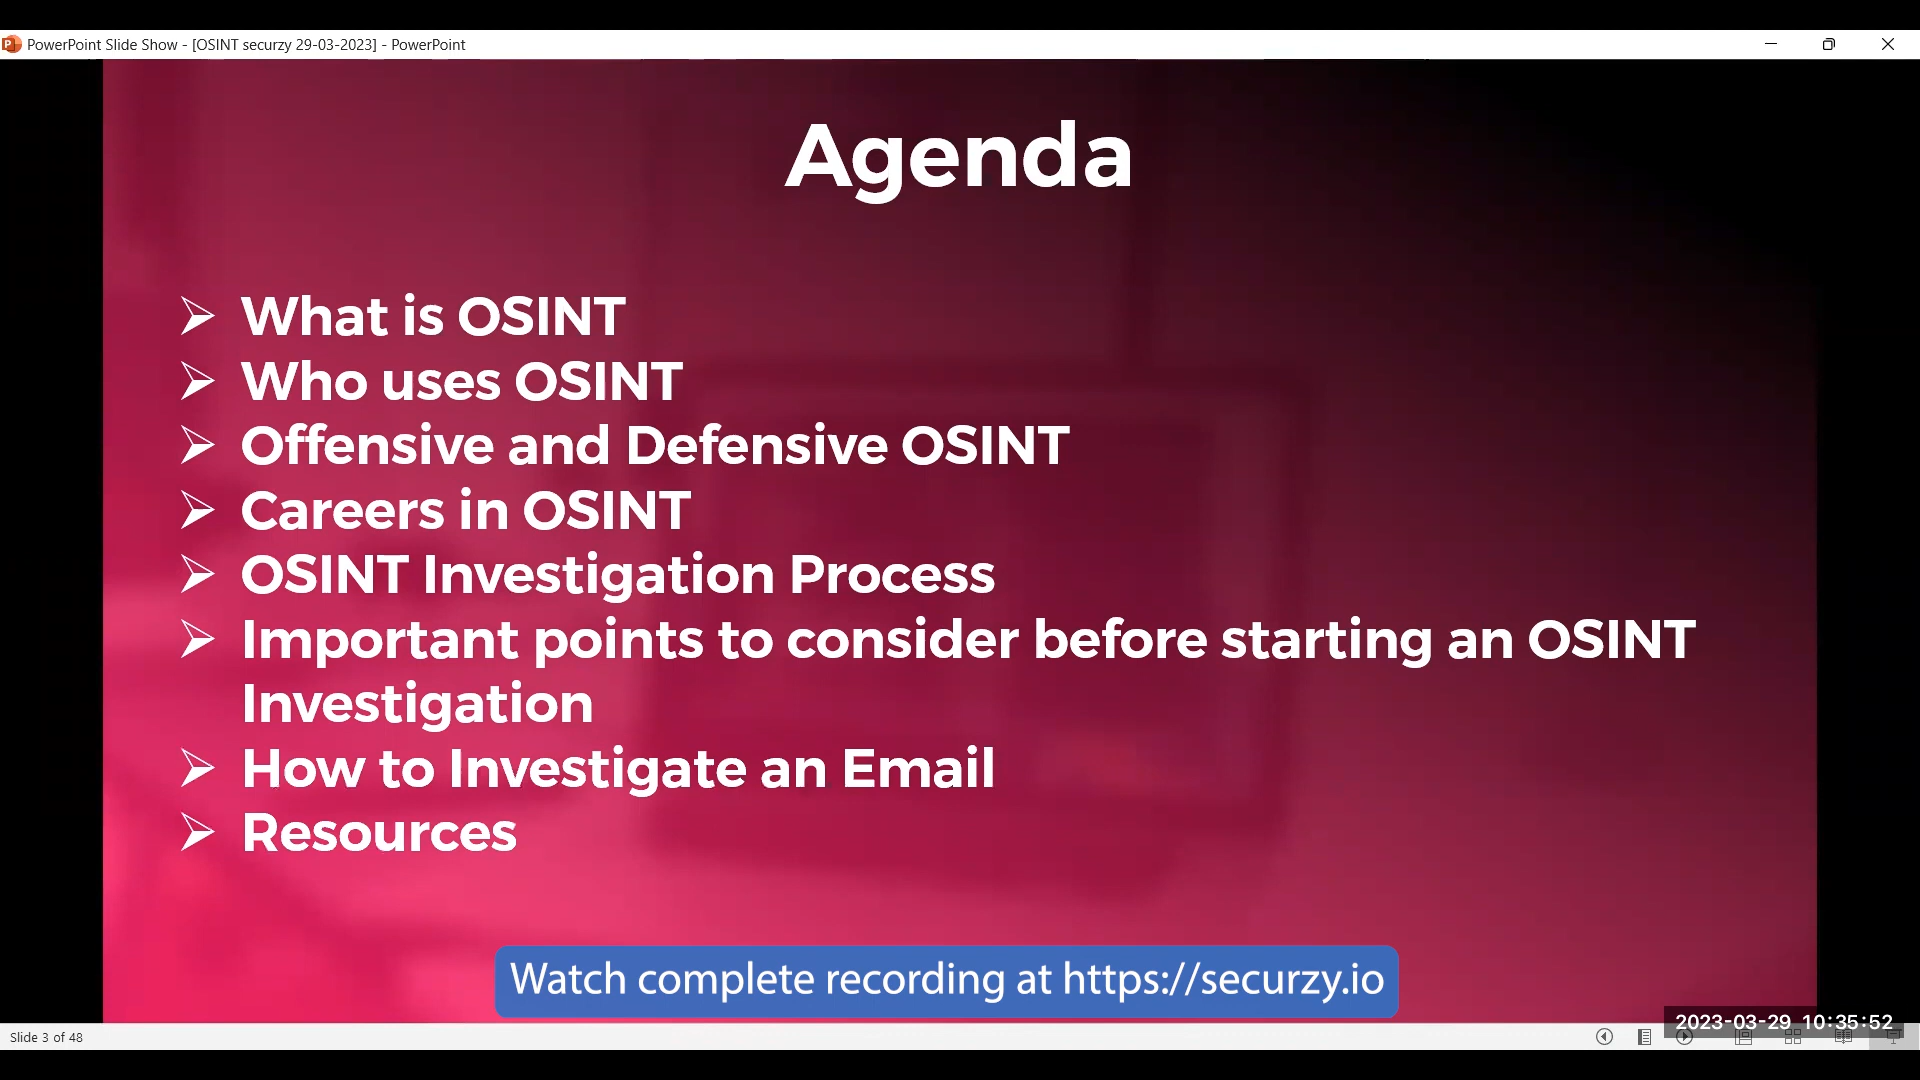 PowerPoint Slide Show - [OSINT securzy 29-03-2023] - PowerPoint
Agenda
What is OSINT
Who uses OSINT
Offensive and Defensive OSINT
Careers in OSINT
OSINT Investigation Process
Important points to consider before starting an OSINT
Investigation
How to Investigate an Email
Resources
Watch complete recording at https://securzy.io
2023-03-29 10:35:52
Slide 3 of 48